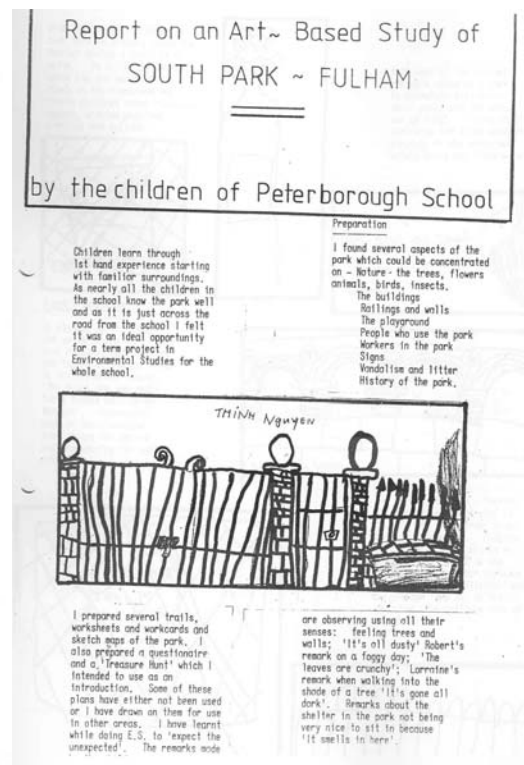 Report on an Art~ Based Study of
SOUTH PARK ~ FULHAM
by the children of Peterborough School
Children learn through
1st hand experience starting
with familiar surroundings.
As nearly all the children in
the school know the park well
and as it is just across the
road from the school I felt
it was an ideal opportunity
for a term project in
Environmental Studies for the
whole school.
Preparation
I found several aspects of the
park which could be concentrated
on - Nature - the trees, flowers
animals, birds, insects.
The buildings
Railings and walls
The playground
People who use the park
Workers in the park
Signs
Vandalism and litter
History of the park.
THINH Nguyen
I prepared several trails,
worksheets and workcards and
sketch maps of the park. I
also prepared a questionaire
and a 'Treasure Hunt' which I
intended to use as an
introduction. Some of these
plans have either not been used
or I have drawn on them for use
in other areas. I have learnt
while doing E.S. to 'expect the
unexpected'. The remarks made
are observing using all their
senses: feeling trees and
walls; 'It's all dusty' Robert's
remark on a foggy day; 'The
leaves are crunchy'; Lorraine's
remark when walking into the
shade of a tree 'It's gone all
dark'. Remarks about the
shelter in the park not being
very nice to sit in because
'It smells in here'.